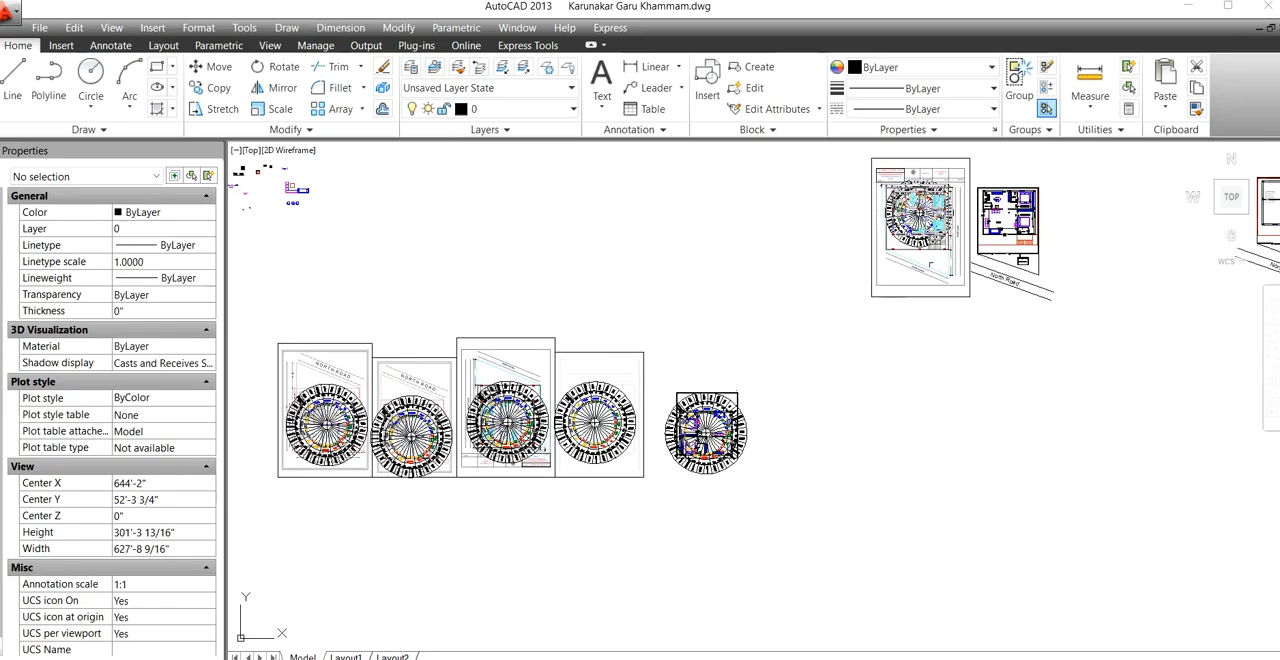 AutoCAD 2013 Karunakar Garu Khammam.dwg
File Edit View Insert Format Tools Draw Dimension Modify Parametric Window Help Express
Home Insert Annotate Layout Parametric View Manage Output Plug-ins Online Express Tools
Line
Polyline
Circle
Arc
Move
Rotate
Trim
Copy
Mirror
Fillet
Stretch
Scale
Array
Unsaved Layer State
0
Text
Linear
Leader
Table
Insert
Create
Edit
Edit Attributes
ByLayer
ByLayer
ByLayer
Group
Measure
Paste
Draw
Modify
Layers
Annotation
Block
Properties
Groups
Utilities
Clipboard
Properties
No selection
General
Color ByLayer
Layer 0
Linetype ByLayer
Linetype scale 1.0000
Lineweight ByLayer
Transparency ByLayer
Thickness 0"
3D Visualization
Material ByLayer
Shadow display Casts and Receives S...
Plot style
Plot style ByColor
Plot style table None
Plot table attache... Model
Plot table type Not available
View
Center X 644'-2"
Center Y 52'-3 3/4"
Center Z 0"
Height 301'-3 13/16"
Width 627'-8 9/16"
Misc
Annotation scale 1:1
UCS icon On Yes
UCS icon at origin Yes
UCS per viewport Yes
UCS Name
[−][Top][2D Wireframe]
N
W
TOP
E
S
WCS
North Road
NORTH ROAD
NORTH ROAD
Y
X
Model Layout1 Layout2